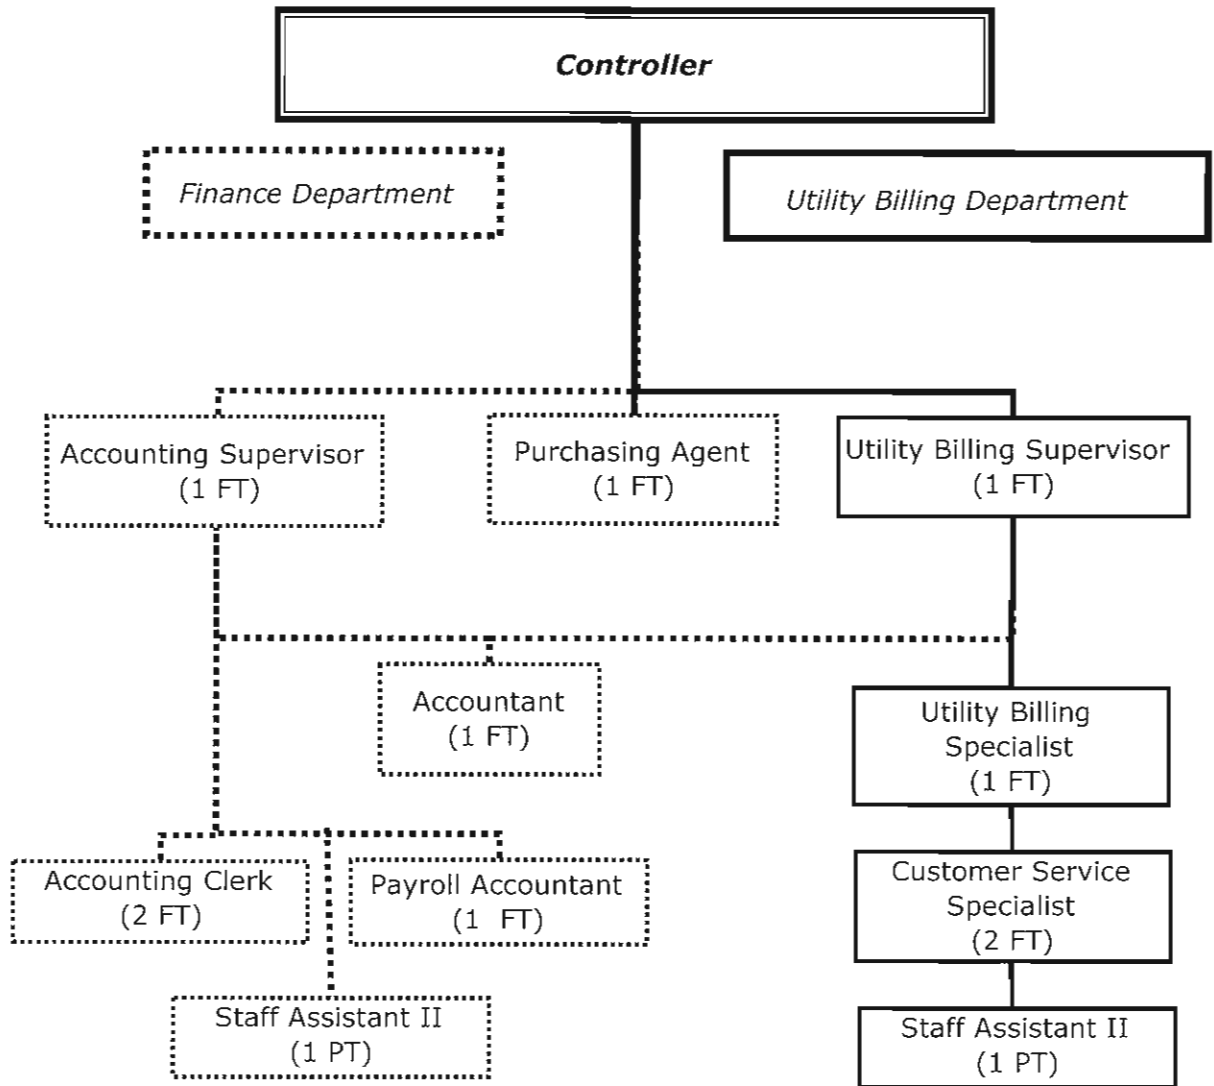 Controller
Finance Department
Utility Billing Department
Accounting Supervisor
(1 FT)
Purchasing Agent
(1 FT)
Utility Billing Supervisor
(1 FT)
Accountant
(1 FT)
Utility Billing
Specialist
(1 FT)
Accounting Clerk
(2 FT)
Payroll Accountant
(1 FT)
Customer Service
Specialist
(2 FT)
Staff Assistant II
(1 PT)
Staff Assistant II
(1 PT)